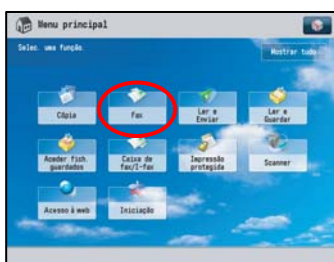 Menu principal
Selec. uma função.
Mostrar tudo
Cópia
Fax
Ler e
Enviar
Ler e
Guardar
Aceder fich.
guardados
Caixa de
fax/I-fax
Impressão
protegida
Scanner
Acesso à web
Iniciação